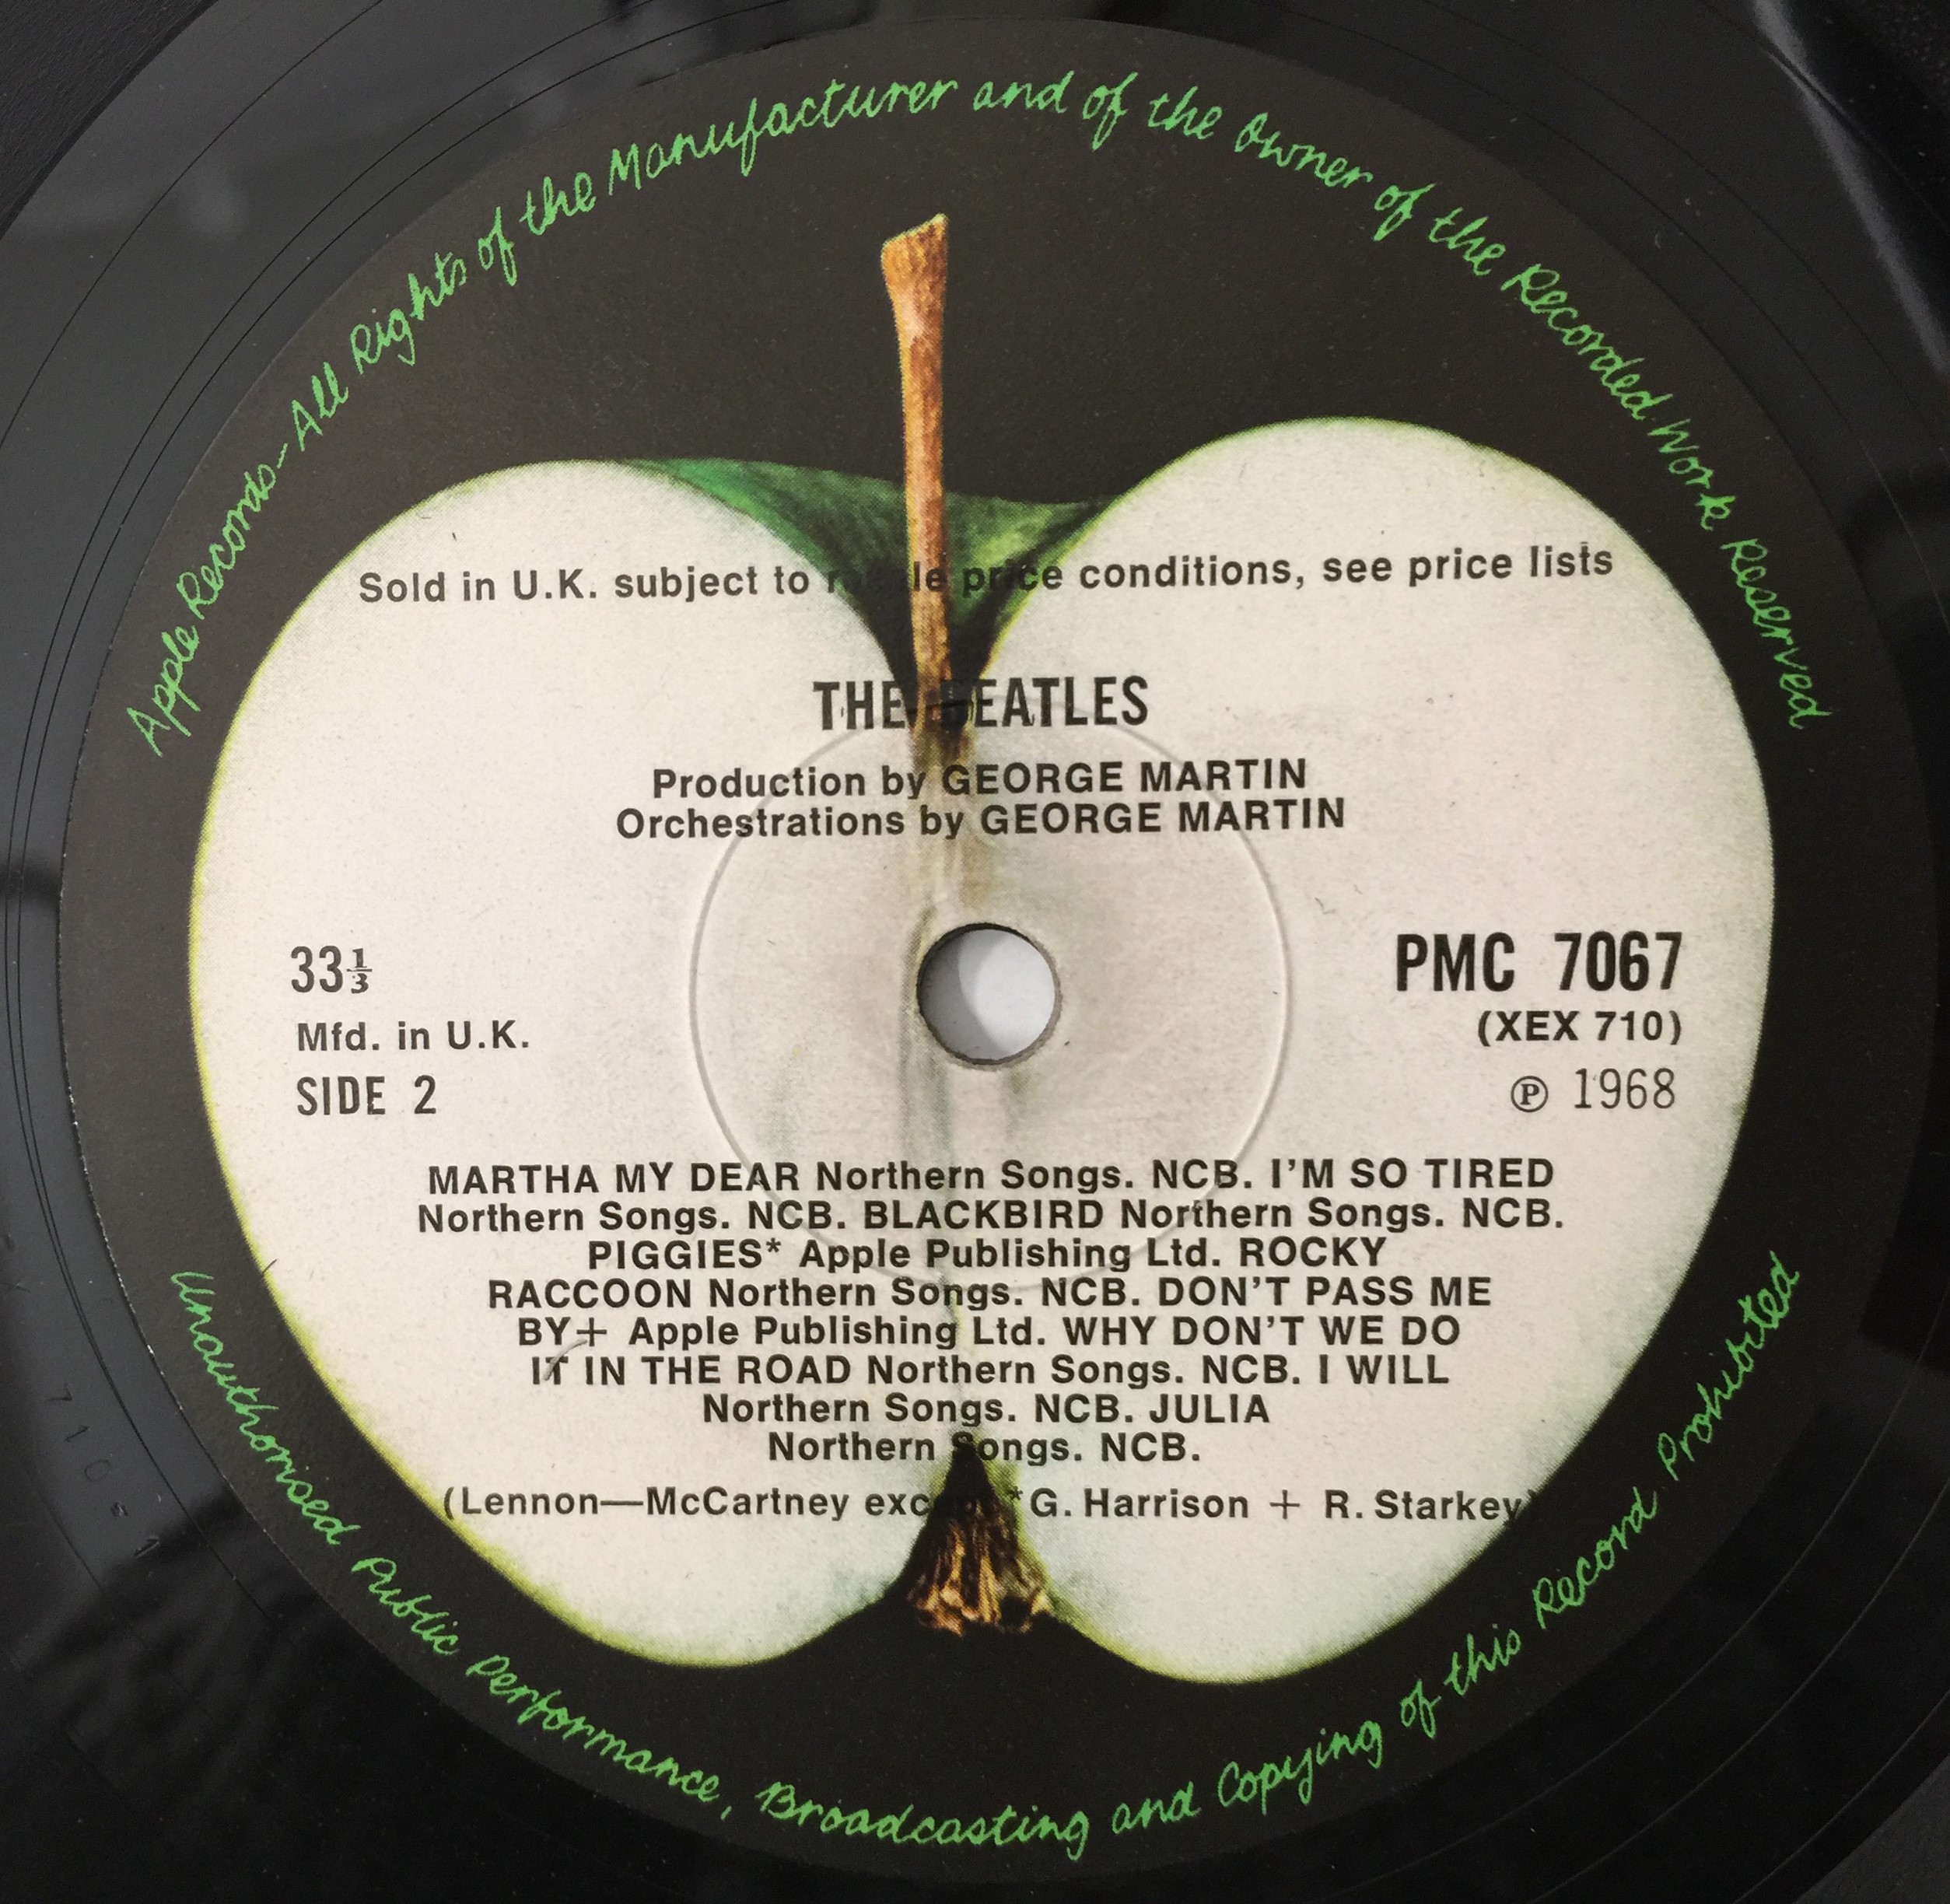 Apple Records–All Rights of the Manufacturer and of the Owner of the Recorded Work Reserved
Sold in U.K. subject to resale price conditions, see price lists
THE BEATLES
Production by GEORGE MARTIN
Orchestrations by GEORGE MARTIN
33⅓
Mfd. in U.K.
SIDE 2
PMC 7067
(XEX 710)
℗ 1968
MARTHA MY DEAR Northern Songs. NCB. I'M SO TIRED
Northern Songs. NCB. BLACKBIRD Northern Songs. NCB.
PIGGIES* Apple Publishing Ltd. ROCKY
RACCOON Northern Songs. NCB. DON'T PASS ME
BY+ Apple Publishing Ltd. WHY DON'T WE DO
IT IN THE ROAD Northern Songs. NCB. I WILL
Northern Songs. NCB. JULIA
Northern Songs. NCB.
(Lennon—McCartney except *G. Harrison + R. Starkey)
Unauthorised Public Performance, Broadcasting and Copying of this Record Prohibited